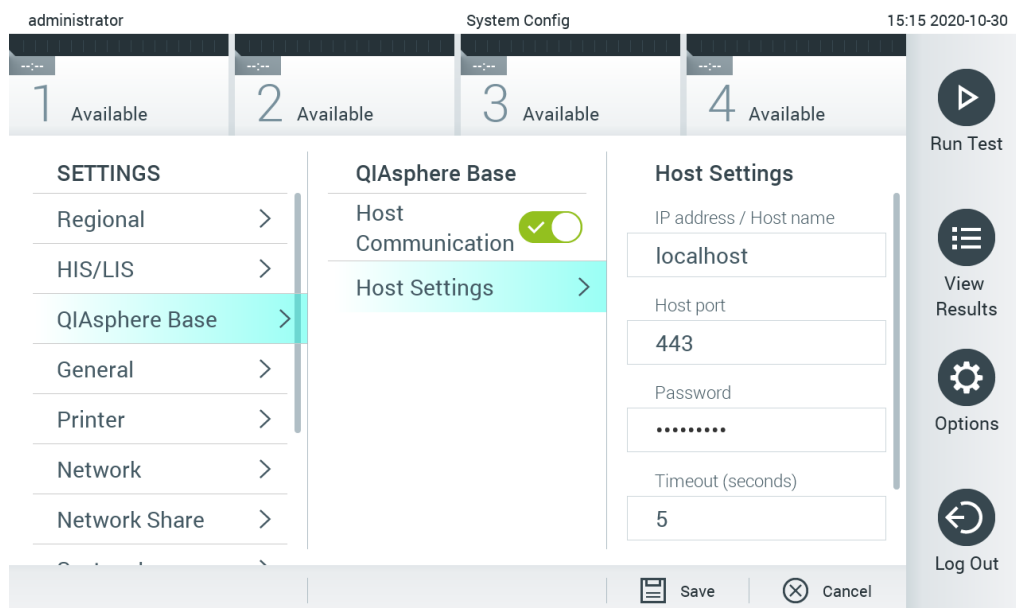 administrator
System Config
15:15 2020-10-30
--:--
--:--
--:--
--:--
1 Available
2 Available
3 Available
4 Available
Run Test
View
Results
Options
Log Out
SETTINGS
Regional
HIS/LIS
QIAsphere Base
General
Printer
Network
Network Share
QIAsphere Base
Host
Communication
Host Settings
Host Settings
IP address / Host name
localhost
Host port
443
Password
•••••••••
Timeout (seconds)
5
Save
Cancel